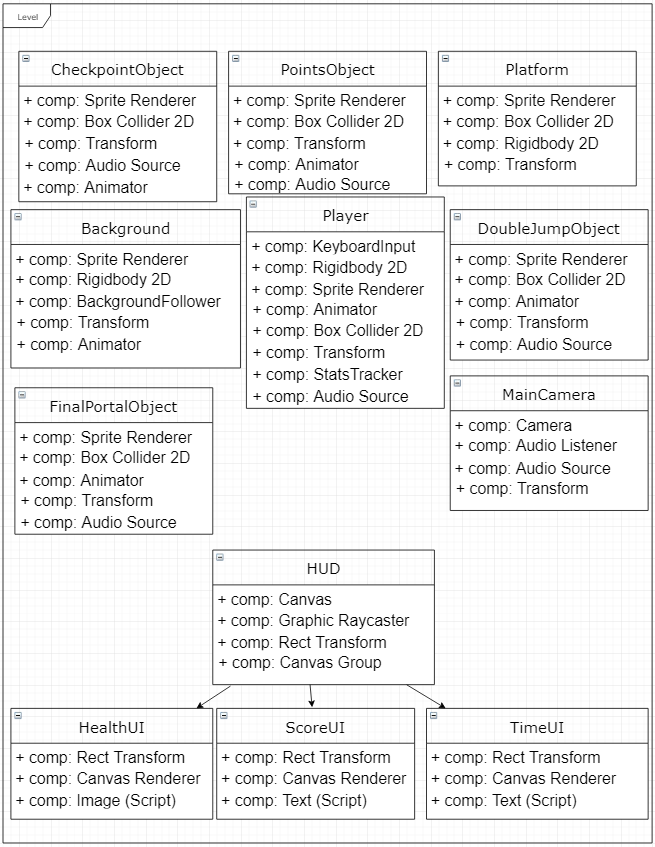 Level
CheckpointObject
+ comp: Sprite Renderer
+ comp: Box Collider 2D
+ comp: Transform
+ comp: Audio Source
+ comp: Animator
PointsObject
+ comp: Sprite Renderer
+ comp: Box Collider 2D
+ comp: Transform
+ comp: Animator
+ comp: Audio Source
Platform
+ comp: Sprite Renderer
+ comp: Box Collider 2D
+ comp: Rigidbody 2D
+ comp: Transform
Background
+ comp: Sprite Renderer
+ comp: Rigidbody 2D
+ comp: BackgroundFollower
+ comp: Transform
+ comp: Animator
Player
+ comp: KeyboardInput
+ comp: Rigidbody 2D
+ comp: Sprite Renderer
+ comp: Animator
+ comp: Box Collider 2D
+ comp: Transform
+ comp: StatsTracker
+ comp: Audio Source
DoubleJumpObject
+ comp: Sprite Renderer
+ comp: Box Collider 2D
+ comp: Animator
+ comp: Transform
+ comp: Audio Source
FinalPortalObject
+ comp: Sprite Renderer
+ comp: Box Collider 2D
+ comp: Animator
+ comp: Transform
+ comp: Audio Source
MainCamera
+ comp: Camera
+ comp: Audio Listener
+ comp: Audio Source
+ comp: Transform
HUD
+ comp: Canvas
+ comp: Graphic Raycaster
+ comp: Rect Transform
+ comp: Canvas Group
HealthUI
+ comp: Rect Transform
+ comp: Canvas Renderer
+ comp: Image (Script)
ScoreUI
+ comp: Rect Transform
+ comp: Canvas Renderer
+ comp: Text (Script)
TimeUI
+ comp: Rect Transform
+ comp: Canvas Renderer
+ comp: Text (Script)